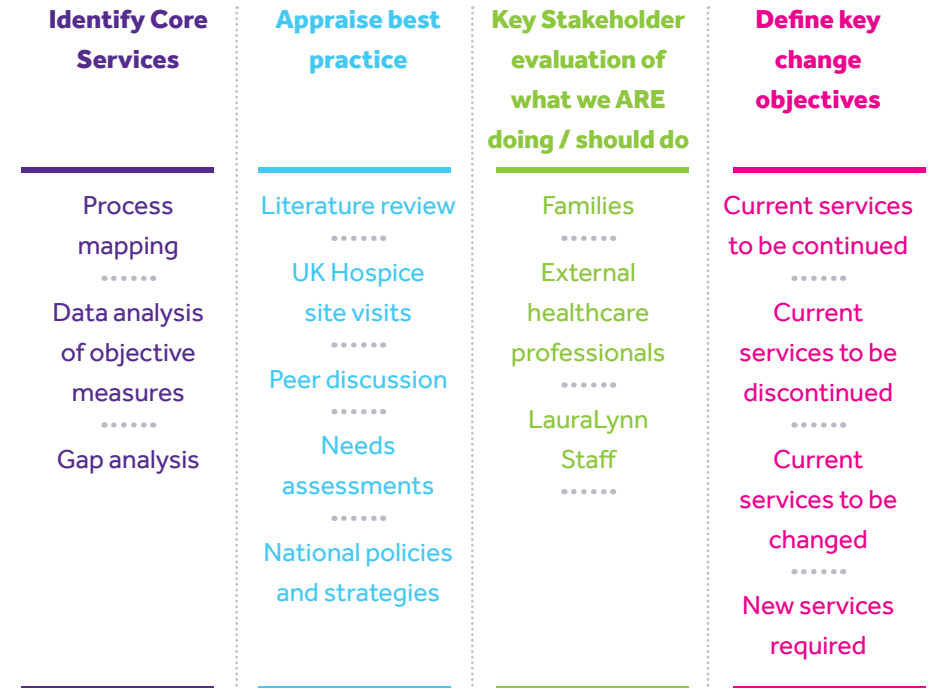 Identify Core
Services
Process
mapping
Data analysis
of objective
measures
Gap analysis
Appraise best
practice
Literature review
UK Hospice
site visits
Peer discussion
Needs
assessments
National policies
and strategies
Key Stakeholder
evaluation of
what we ARE
doing / should do
Families
External
healthcare
professionals
LauraLynn
Staff
Define key
change
objectives
Current services
to be continued
Current
services to be
discontinued
Current
services to be
changed
New services
required